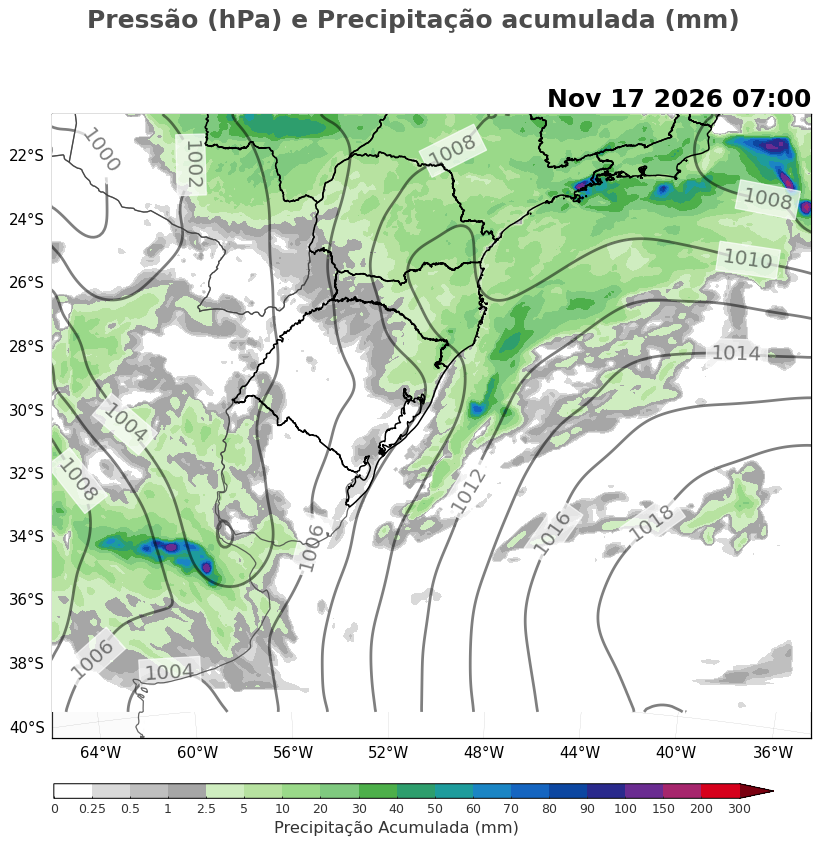 Pressão (hPa) e Precipitação acumulada (mm)
Nov 17 2026 07:00
1000
1002
1008
1008
1010
1014
1004
1008
1012
1006
1016
1018
1006
1004
22°S
24°S
26°S
28°S
30°S
32°S
34°S
36°S
38°S
40°S
64°W 60°W 56°W 52°W 48°W 44°W 40°W 36°W
0 0.25 0.5 1 2.5 5 10 20 30 40 50 60 70 80 90 100 150 200 300
Precipitação Acumulada (mm)